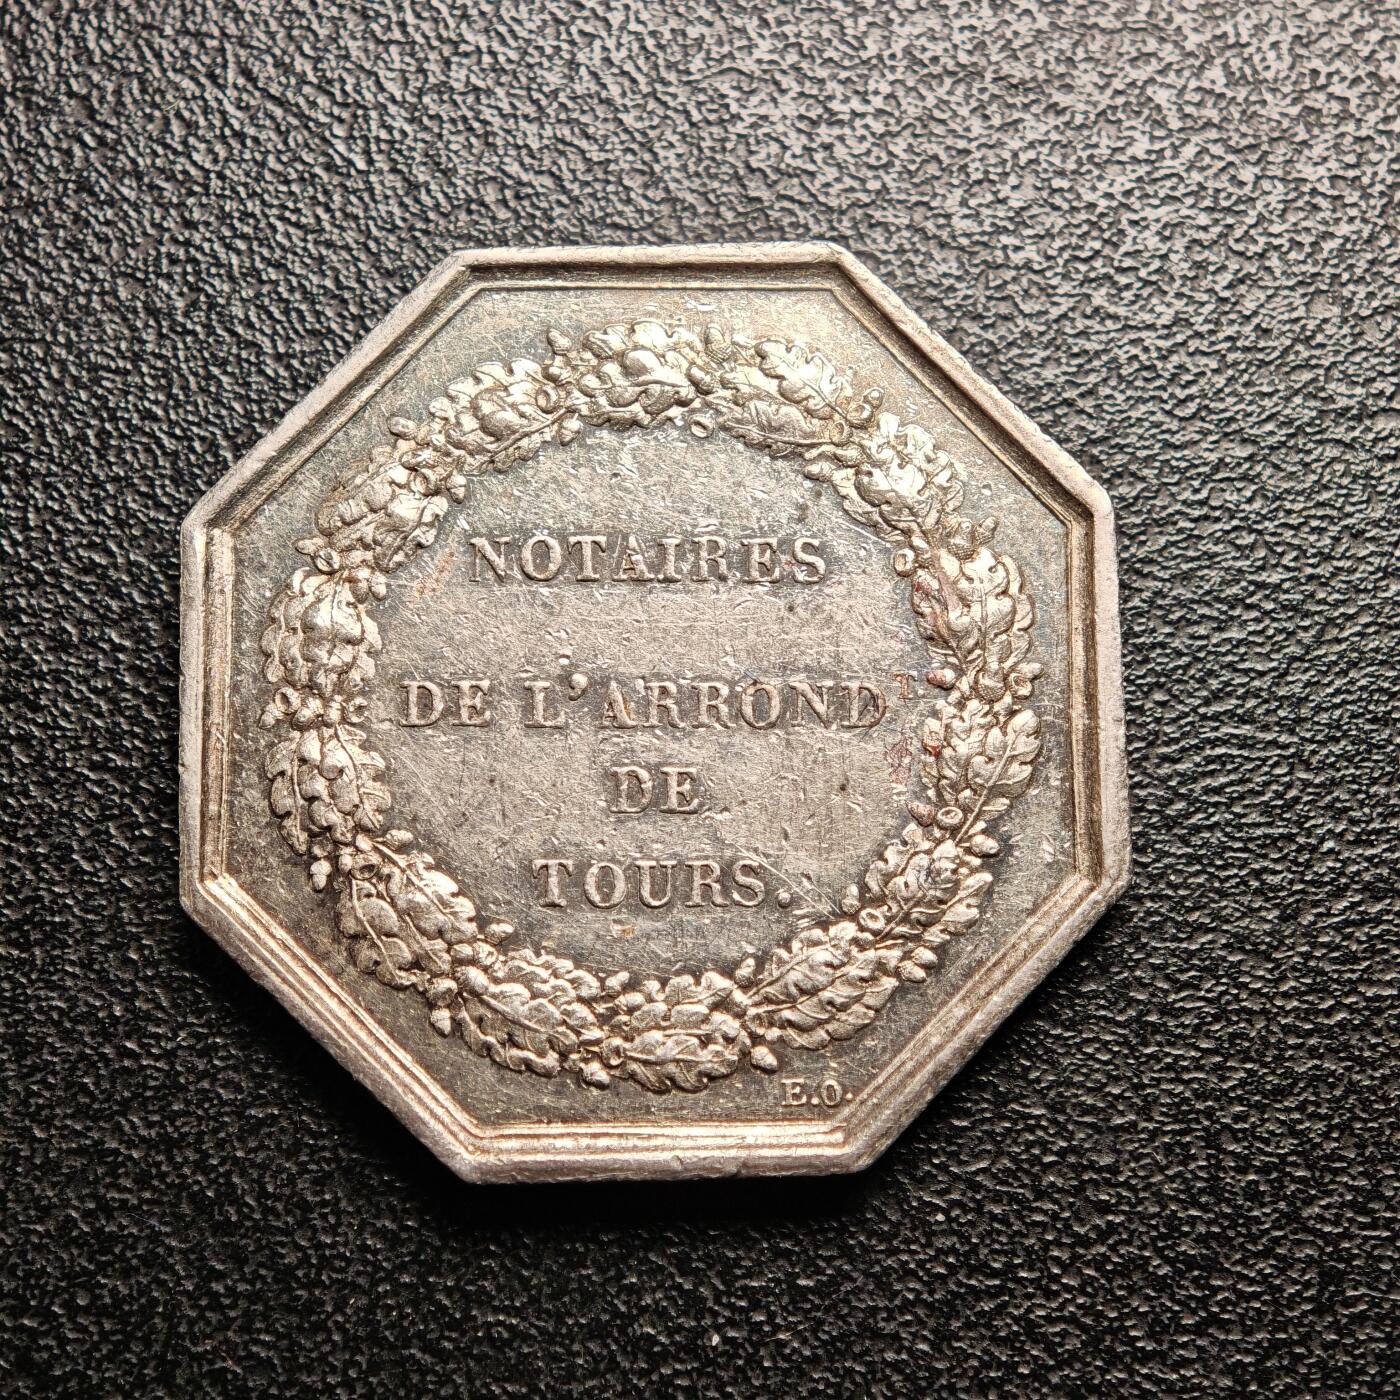 NOTAIRES
DE L'ARROND T.
DE
TOURS.
E.O.